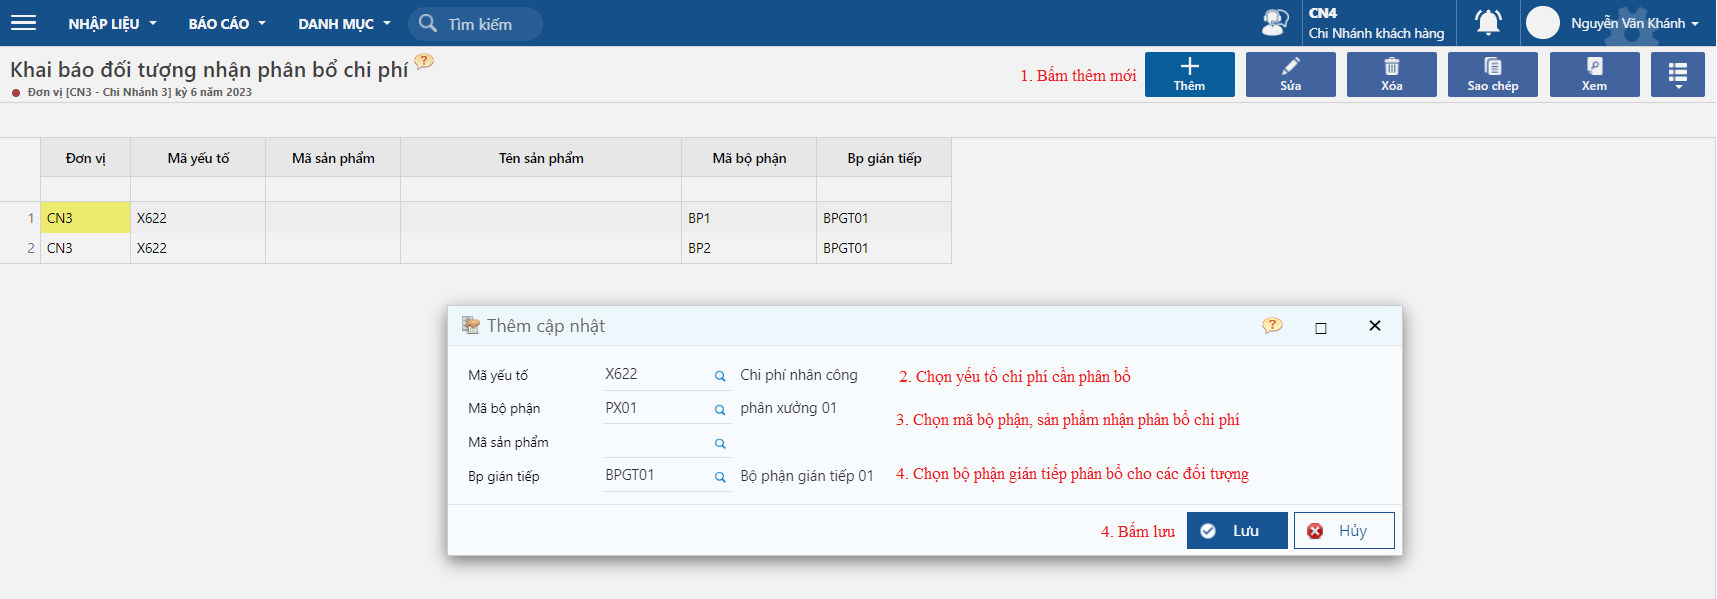 NHẬP LIỆU BÁO CÁO DANH MỤC Tìm kiếm CN4 Nguyễn Văn Khánh
Chi Nhánh khách hàng
Khai báo đối tượng nhận phân bổ chi phí ?
Đơn vị [CN3 - Chi Nhánh 3] kỳ 6 năm 2023
1. Bấm thêm mới Thêm Sửa Xóa Sao chép Xem
Đơn vị Mã yếu tố Mã sản phẩm Tên sản phẩm Mã bộ phận Bp gián tiếp
1 CN3 X622 BP1 BPGT01
2 CN3 X622 BP2 BPGT01
Thêm cập nhật ?
Mã yếu tố X622 Chi phí nhân công 2. Chọn yếu tố chi phí cần phân bổ
Mã bộ phận PX01 phân xưởng 01 3. Chọn mã bộ phận, sản phẩm nhận phân bổ chi phí
Mã sản phẩm
Bp gián tiếp BPGT01 Bộ phận gián tiếp 01 4. Chọn bộ phận gián tiếp phân bổ cho các đối tượng
4. Bấm lưu Lưu Hủy